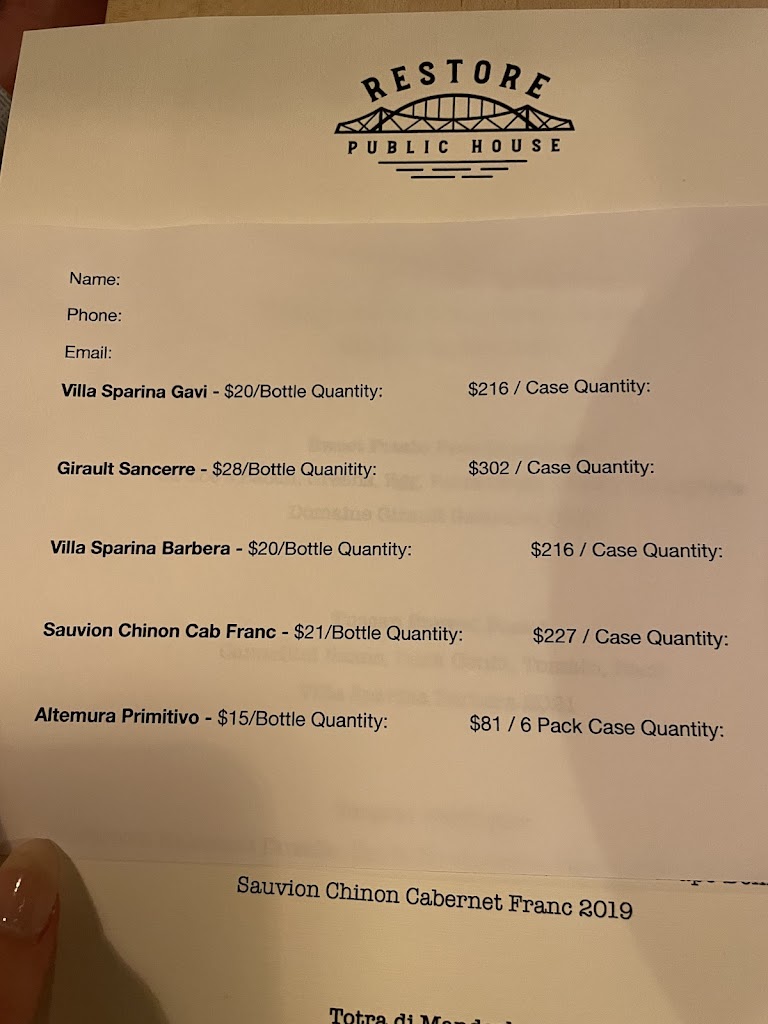 RESTORE
PUBLIC HOUSE
Name:
Phone:
Email:
Villa Sparina Gavi - $20/Bottle Quantity: $216 / Case Quantity:
Girault Sancerre - $28/Bottle Quanitity: $302 / Case Quantity:
Villa Sparina Barbera - $20/Bottle Quantity: $216 / Case Quantity:
Sauvion Chinon Cab Franc - $21/Bottle Quantity: $227 / Case Quantity:
Altemura Primitivo - $15/Bottle Quantity: $81 / 6 Pack Case Quantity:
Sauvion Chinon Cabernet Franc 2019
Totra di